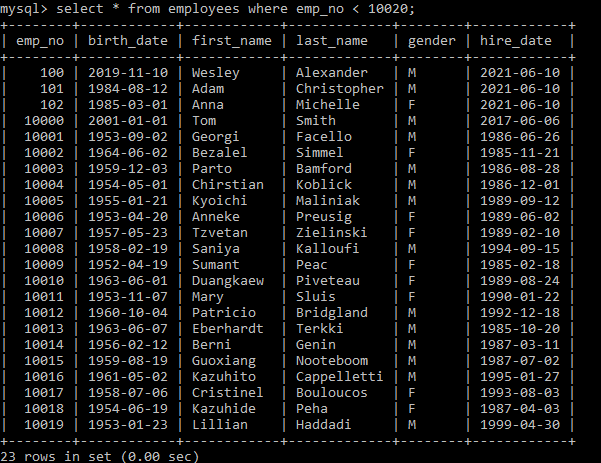 mysql> select * from employees where emp_no < 10020;
+--------+------------+------------+-------------+--------+------------+
| emp_no | birth_date | first_name | last_name   | gender | hire_date  |
+--------+------------+------------+-------------+--------+------------+
|    100 | 2019-11-10 | Wesley     | Alexander   | M      | 2021-06-10 |
|    101 | 1984-08-12 | Adam       | Christopher | M      | 2021-06-10 |
|    102 | 1985-03-01 | Anna       | Michelle    | F      | 2021-06-10 |
|  10000 | 2001-01-01 | Tom        | Smith       | M      | 2017-06-06 |
|  10001 | 1953-09-02 | Georgi     | Facello     | M      | 1986-06-26 |
|  10002 | 1964-06-02 | Bezalel    | Simmel      | F      | 1985-11-21 |
|  10003 | 1959-12-03 | Parto      | Bamford     | M      | 1986-08-28 |
|  10004 | 1954-05-01 | Chirstian  | Koblick     | M      | 1986-12-01 |
|  10005 | 1955-01-21 | Kyoichi    | Maliniak    | M      | 1989-09-12 |
|  10006 | 1953-04-20 | Anneke     | Preusig     | F      | 1989-06-02 |
|  10007 | 1957-05-23 | Tzvetan    | Zielinski   | F      | 1989-02-10 |
|  10008 | 1958-02-19 | Saniya     | Kalloufi    | M      | 1994-09-15 |
|  10009 | 1952-04-19 | Sumant     | Peac        | F      | 1985-02-18 |
|  10010 | 1963-06-01 | Duangkaew  | Piveteau    | F      | 1989-08-24 |
|  10011 | 1953-11-07 | Mary       | Sluis       | F      | 1990-01-22 |
|  10012 | 1960-10-04 | Patricio   | Bridgland   | M      | 1992-12-18 |
|  10013 | 1963-06-07 | Eberhardt  | Terkki      | M      | 1985-10-20 |
|  10014 | 1956-02-12 | Berni      | Genin       | M      | 1987-03-11 |
|  10015 | 1959-08-19 | Guoxiang   | Nooteboom   | M      | 1987-07-02 |
|  10016 | 1961-05-02 | Kazuhito   | Cappelletti | M      | 1995-01-27 |
|  10017 | 1958-07-06 | Cristinel  | Bouloucos   | F      | 1993-08-03 |
|  10018 | 1954-06-19 | Kazuhide   | Peha        | F      | 1987-04-03 |
|  10019 | 1953-01-23 | Lillian    | Haddadi     | M      | 1999-04-30 |
+--------+------------+------------+-------------+--------+------------+
23 rows in set (0.00 sec)